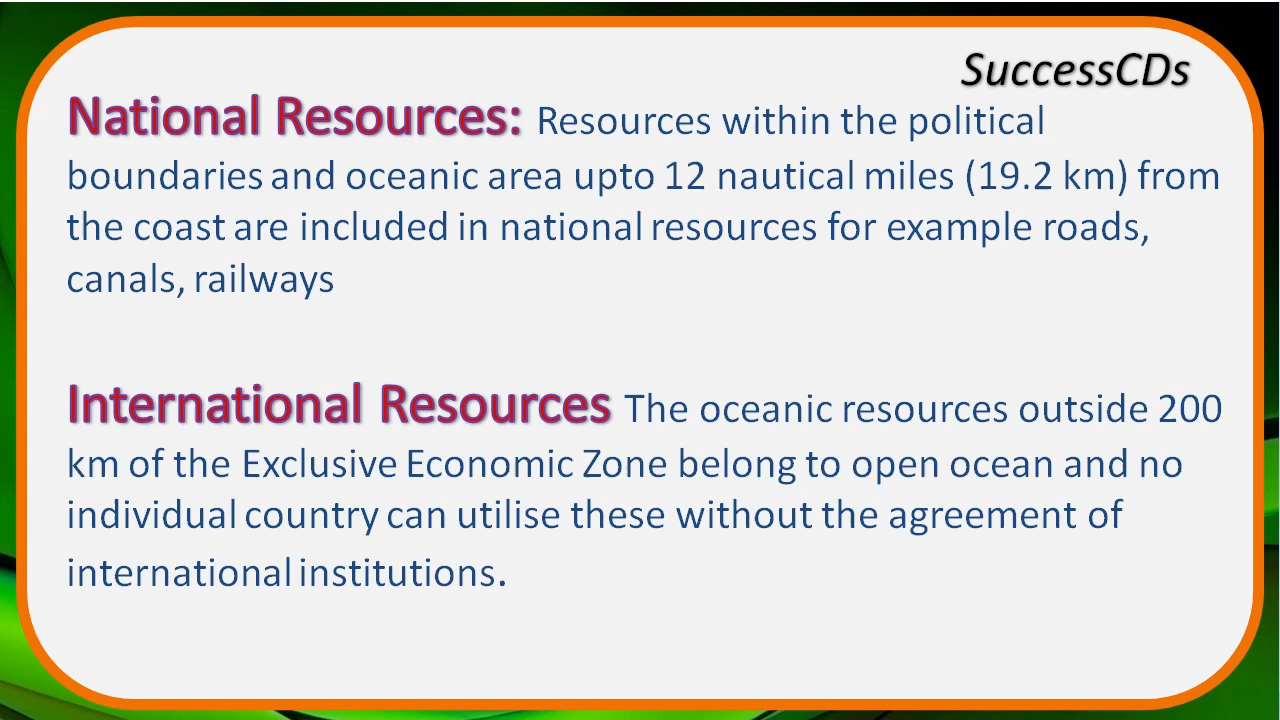 SuccessCDs
National Resources: Resources within the political
boundaries and oceanic area upto 12 nautical miles (19.2 km) from
the coast are included in national resources for example roads,
canals, railways
International Resources The oceanic resources outside 200
km of the Exclusive Economic Zone belong to open ocean and no
individual country can utilise these without the agreement of
international institutions.